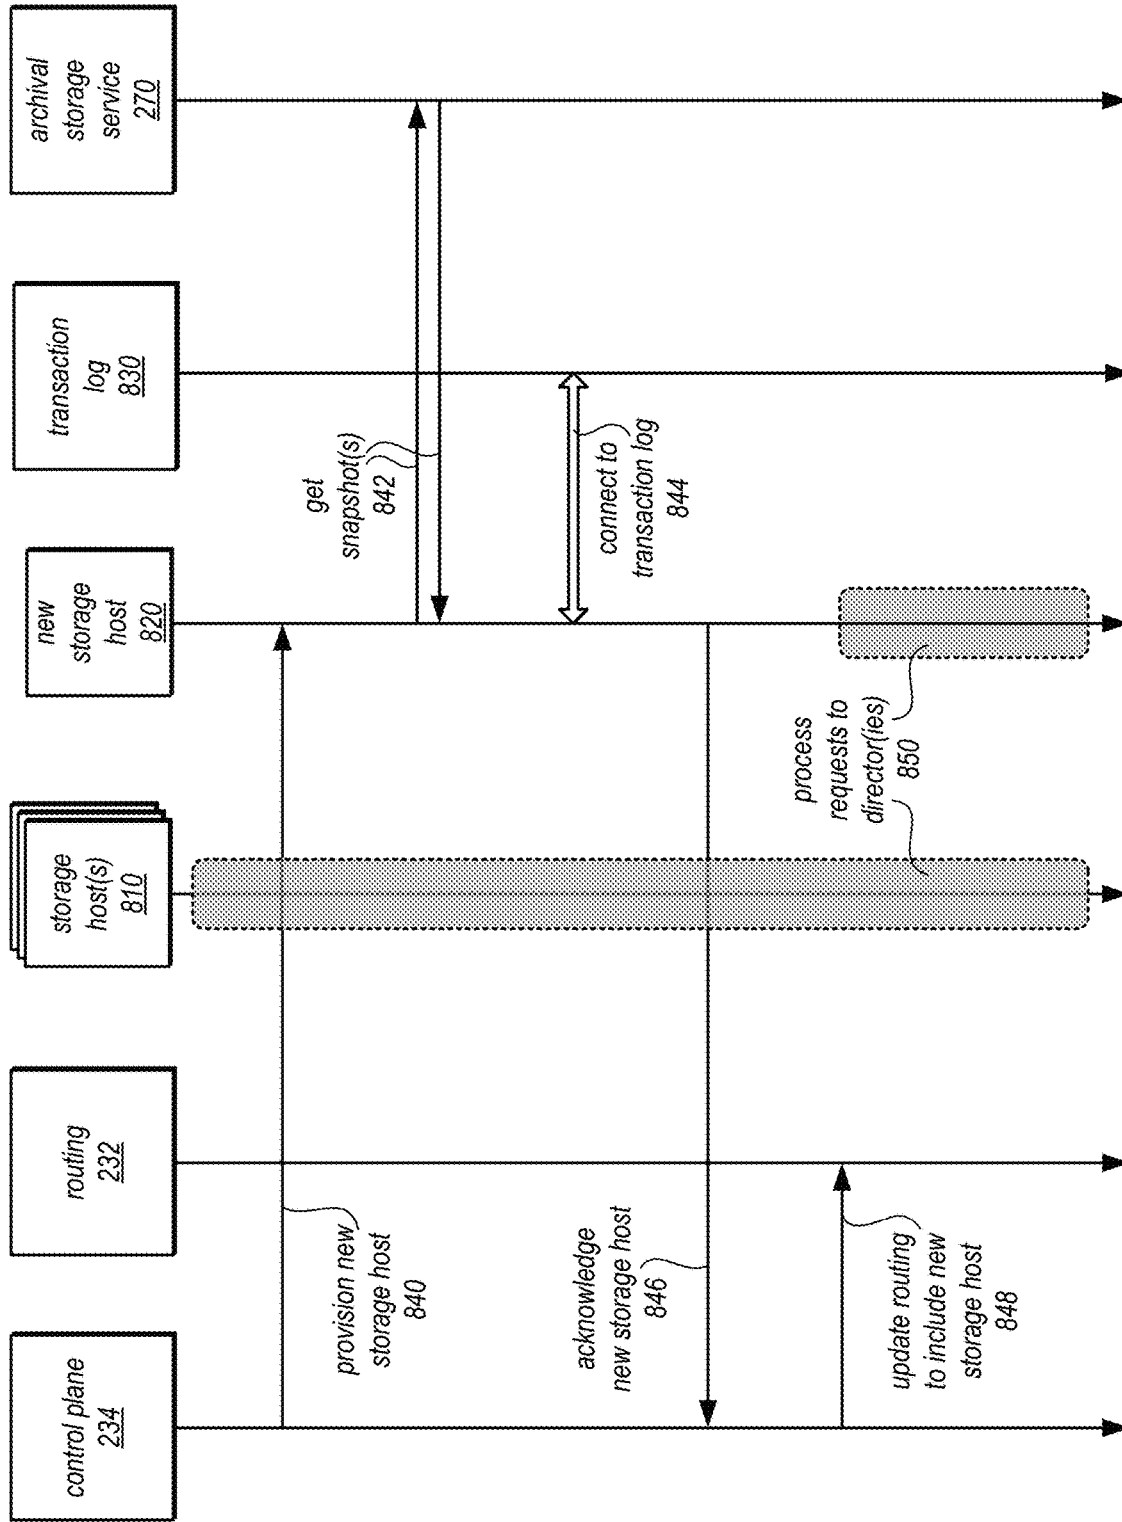 control plane
234
routing
232
storage
host(s)
810
new
storage
host
820
transaction
log
830
archival
storage
service
270
provision new
storage host
840
get
snapshot(s)
842
connect to
transaction log
844
acknowledge
new storage host
846
update routing
to include new
storage host
848
process
requests to
director(ies)
850